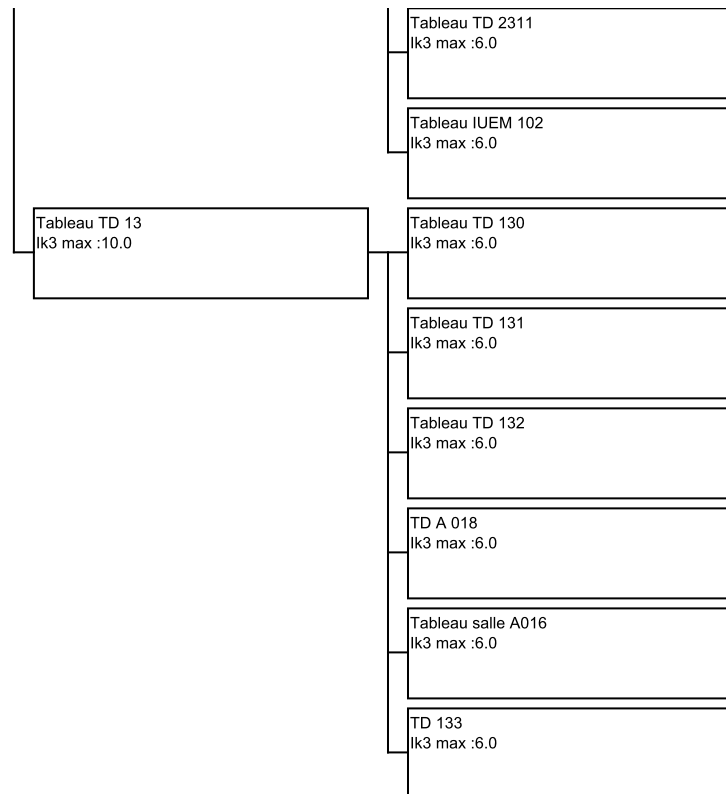 Tableau TD 2311
Ik3 max :6.0
Tableau IUEM 102
Ik3 max :6.0
Tableau TD 13
Ik3 max :10.0
Tableau TD 130
Ik3 max :6.0
Tableau TD 131
Ik3 max :6.0
Tableau TD 132
Ik3 max :6.0
TD A 018
Ik3 max :6.0
Tableau salle A016
Ik3 max :6.0
TD 133
Ik3 max :6.0